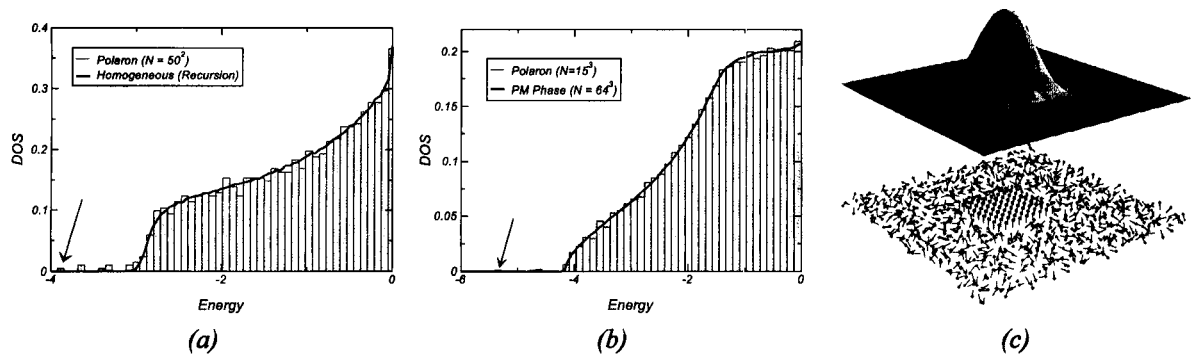 0.4
0.3
0.2
0.1
0
DOS
Polaron (N = 50²)
Homogeneous (Recursion)
-4
-2
0
Energy
(a)
0.2
0.15
0.1
0.05
0
DOS
Polaron (N=15³)
PM Phase (N = 64³)
-4
-2
0
Energy
(b)
(c)